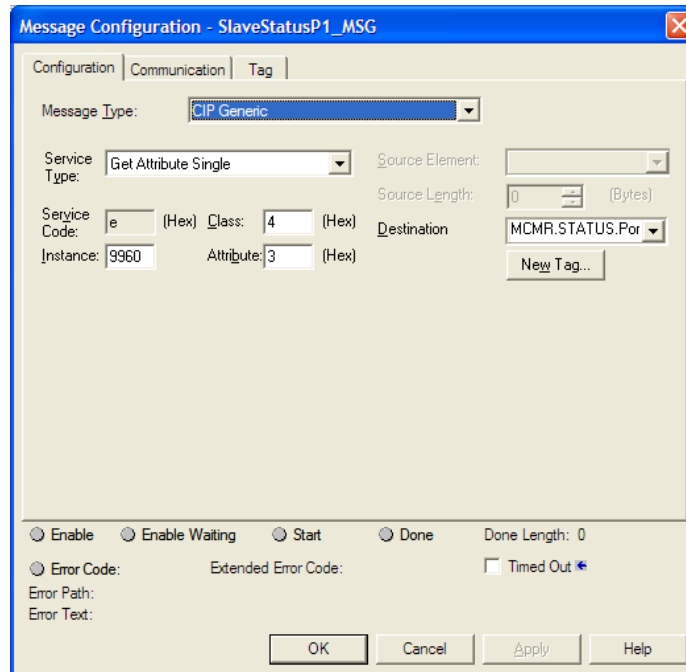 Message Configuration - SlaveStatusP1_MSG
Configuration Communication Tag
Message Type: CIP Generic
Service Type: Get Attribute Single Source Element:
Source Length: 0 (Bytes)
Service Code: e (Hex) Class: 4 (Hex) Destination MCMR.STATUS.Por
Instance: 9960 Attribute: 3 (Hex) New Tag...
Enable Enable Waiting Start Done Done Length: 0
Error Code: Extended Error Code: Timed Out
Error Path:
Error Text:
OK Cancel Apply Help